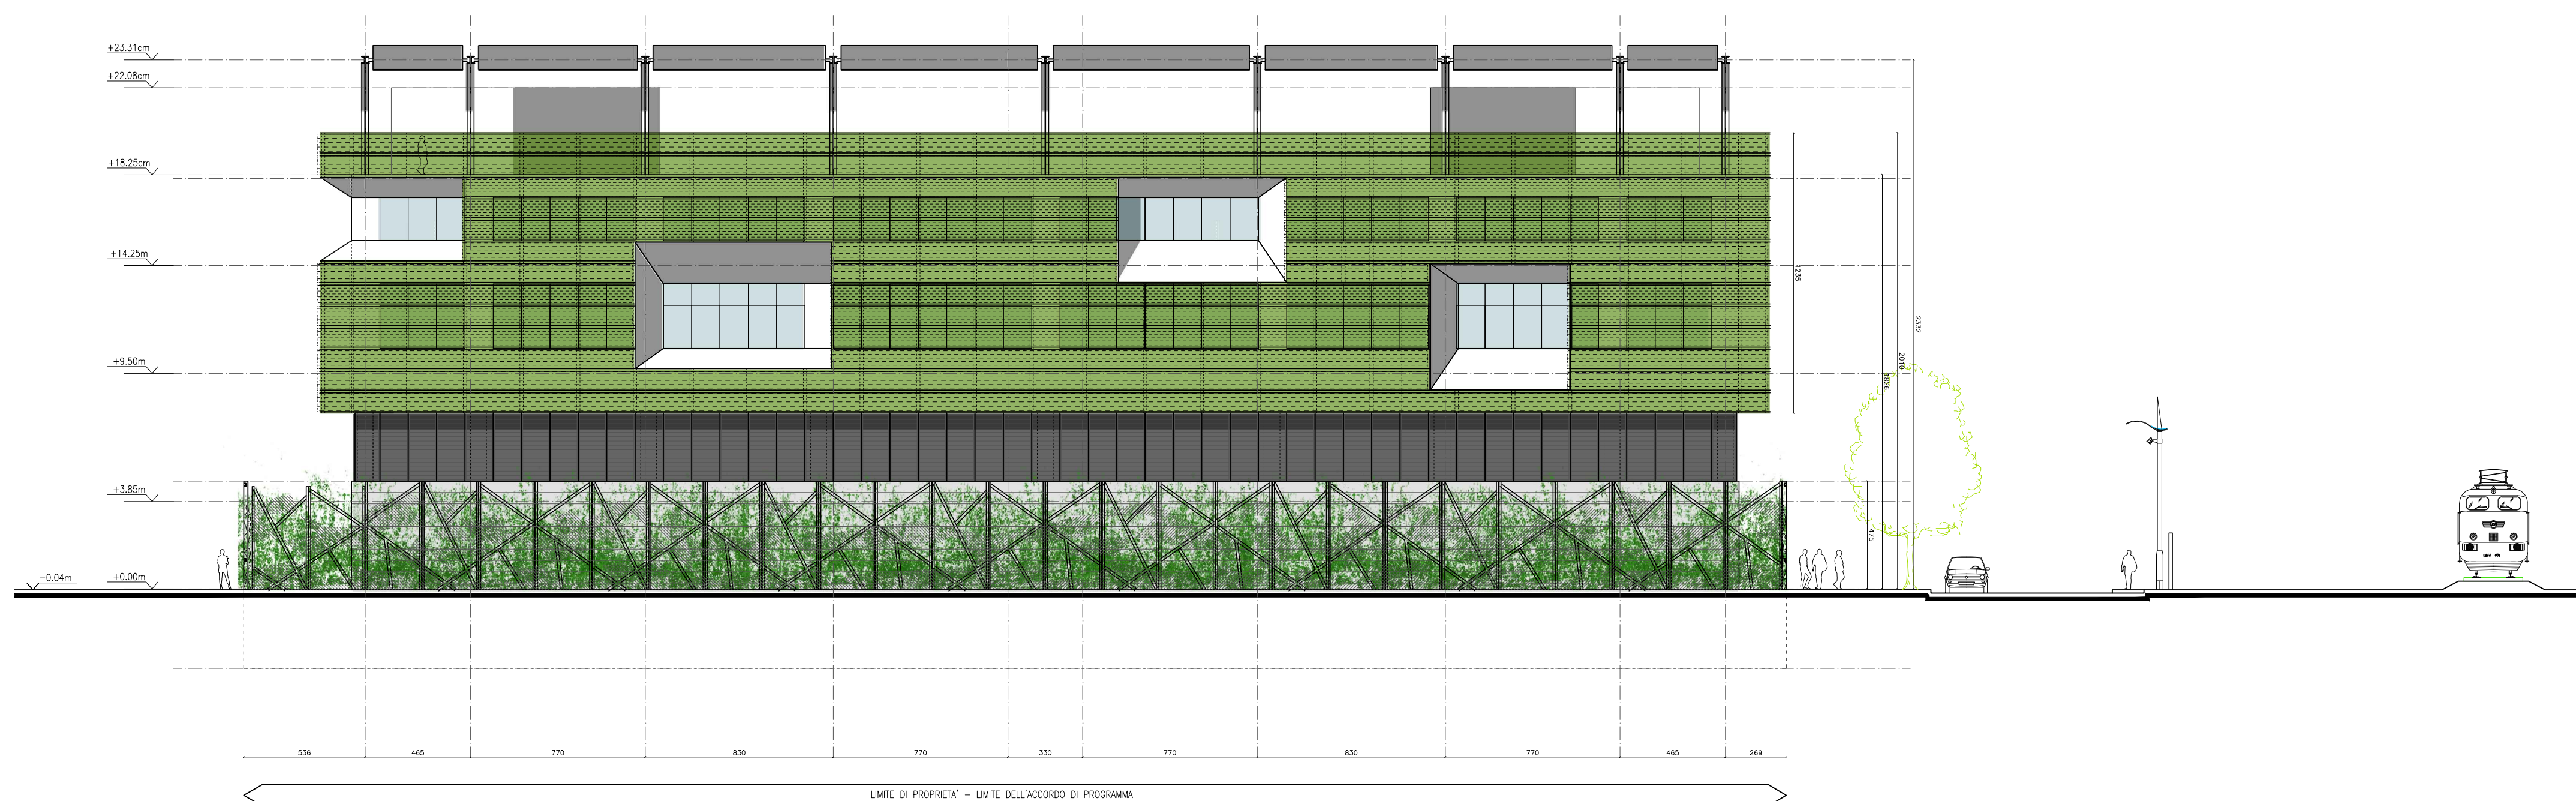 +23.31cm
+22.08cm
+18.25cm
+14.25m
+9.50m
+3.85m
+0.00m
-0.04m
1235
2332
2010
1826
475
536 465 770 830 770 330 770 830 770 465 269
LIMITE DI PROPRIETA' - LIMITE DELL'ACCORDO DI PROGRAMMA